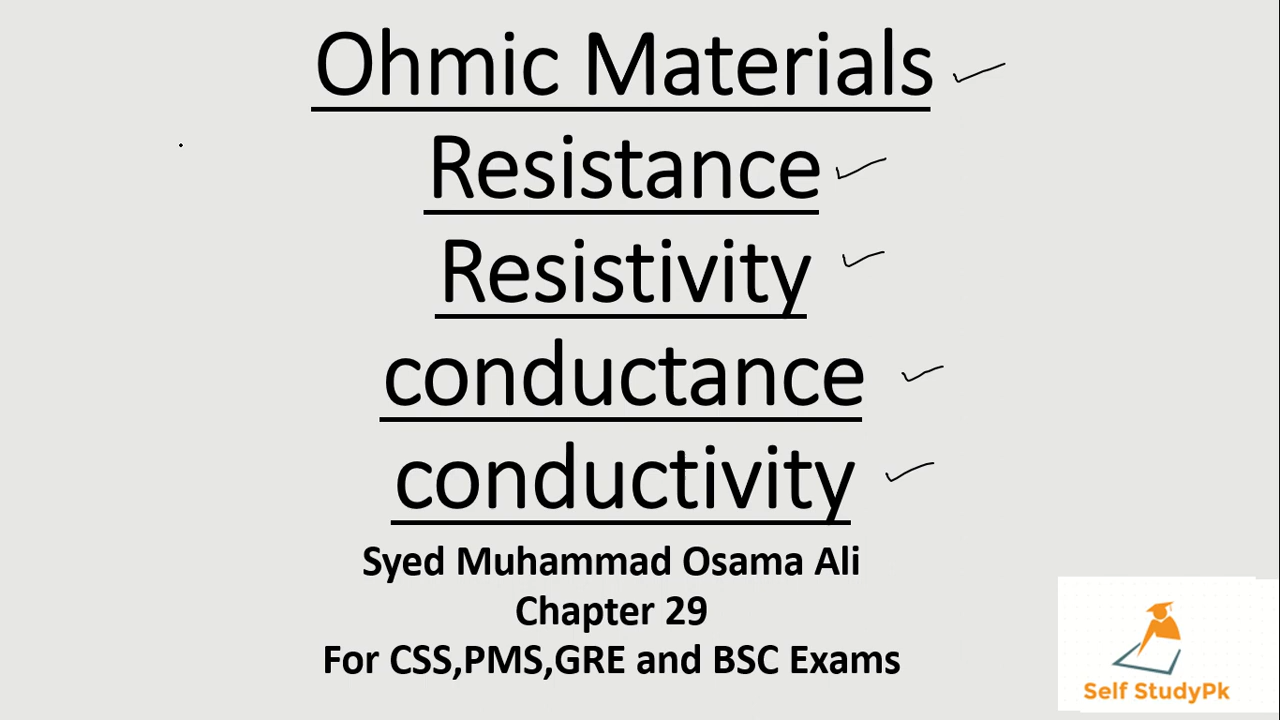 Ohmic Materials
Resistance
Resistivity
conductance
conductivity
Syed Muhammad Osama Ali
Chapter 29
For CSS,PMS,GRE and BSC Exams
Self StudyPk